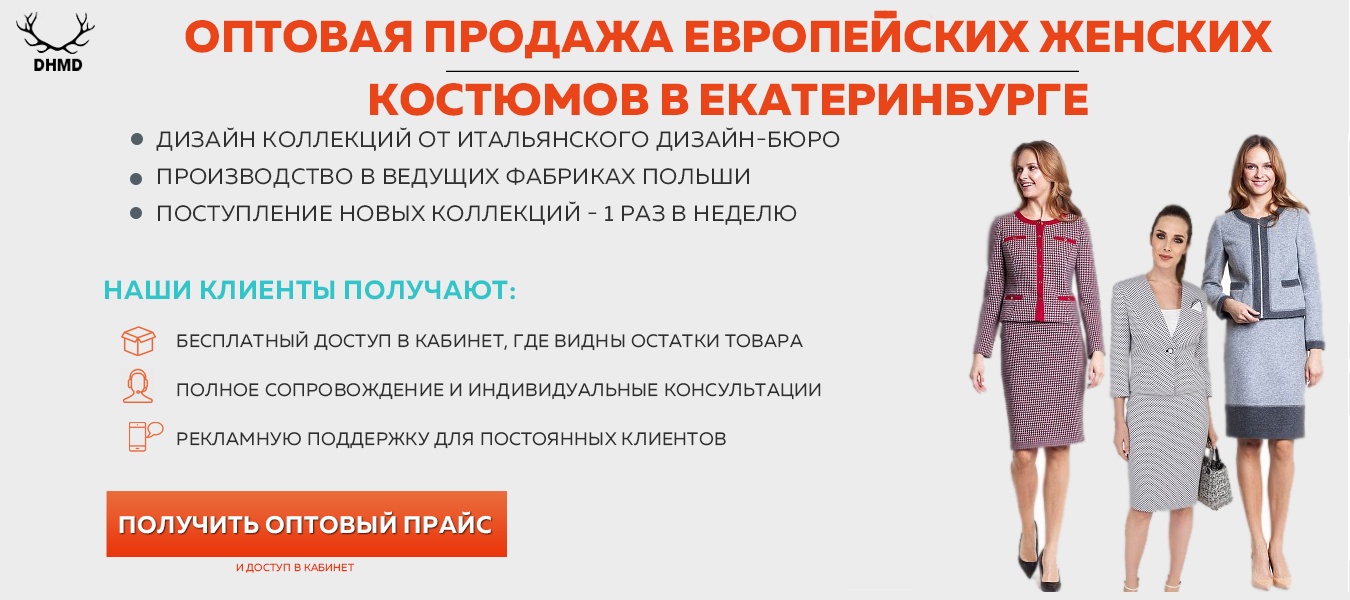 DHMD
ОПТОВАЯ ПРОДАЖА ЕВРОПЕЙСКИХ ЖЕНСКИХ
КОСТЮМОВ В ЕКАТЕРИНБУРГЕ
ДИЗАЙН КОЛЛЕКЦИЙ ОТ ИТАЛЬЯНСКОГО ДИЗАЙН-БЮРО
ПРОИЗВОДСТВО В ВЕДУЩИХ ФАБРИКАХ ПОЛЬШИ
ПОСТУПЛЕНИЕ НОВЫХ КОЛЛЕКЦИЙ - 1 РАЗ В НЕДЕЛЮ
НАШИ КЛИЕНТЫ ПОЛУЧАЮТ:
БЕСПЛАТНЫЙ ДОСТУП В КАБИНЕТ, ГДЕ ВИДНЫ ОСТАТКИ ТОВАРА
ПОЛНОЕ СОПРОВОЖДЕНИЕ И ИНДИВИДУАЛЬНЫЕ КОНСУЛЬТАЦИИ
РЕКЛАМНУЮ ПОДДЕРЖКУ ДЛЯ ПОСТОЯННЫХ КЛИЕНТОВ
ПОЛУЧИТЬ ОПТОВЫЙ ПРАЙС
И ДОСТУП В КАБИНЕТ